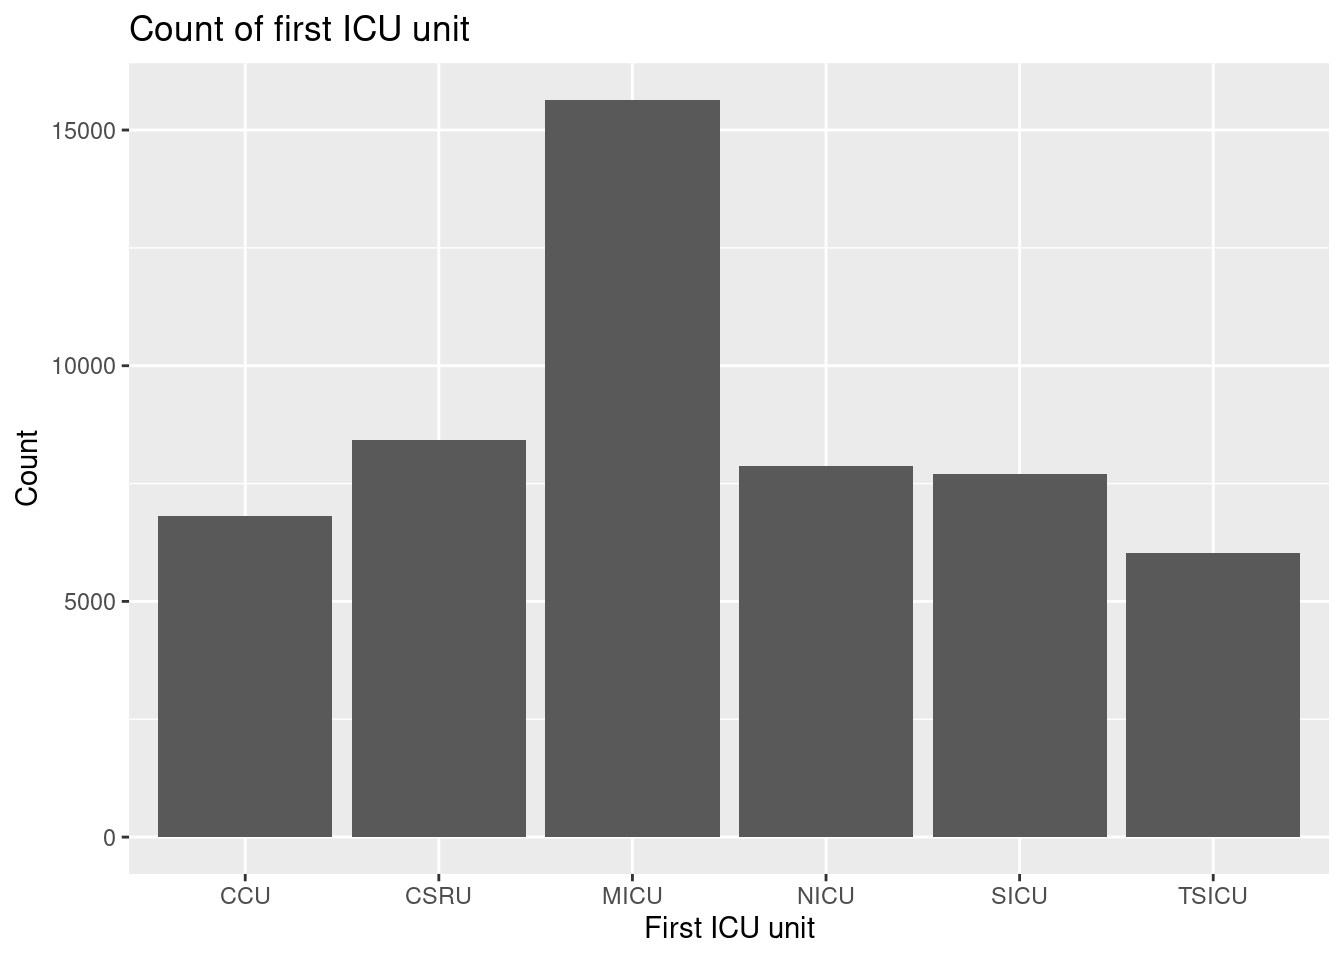 Count of first ICU unit
15000
10000
5000
0
Count
CCU CSRU MICU NICU SICU TSICU
First ICU unit